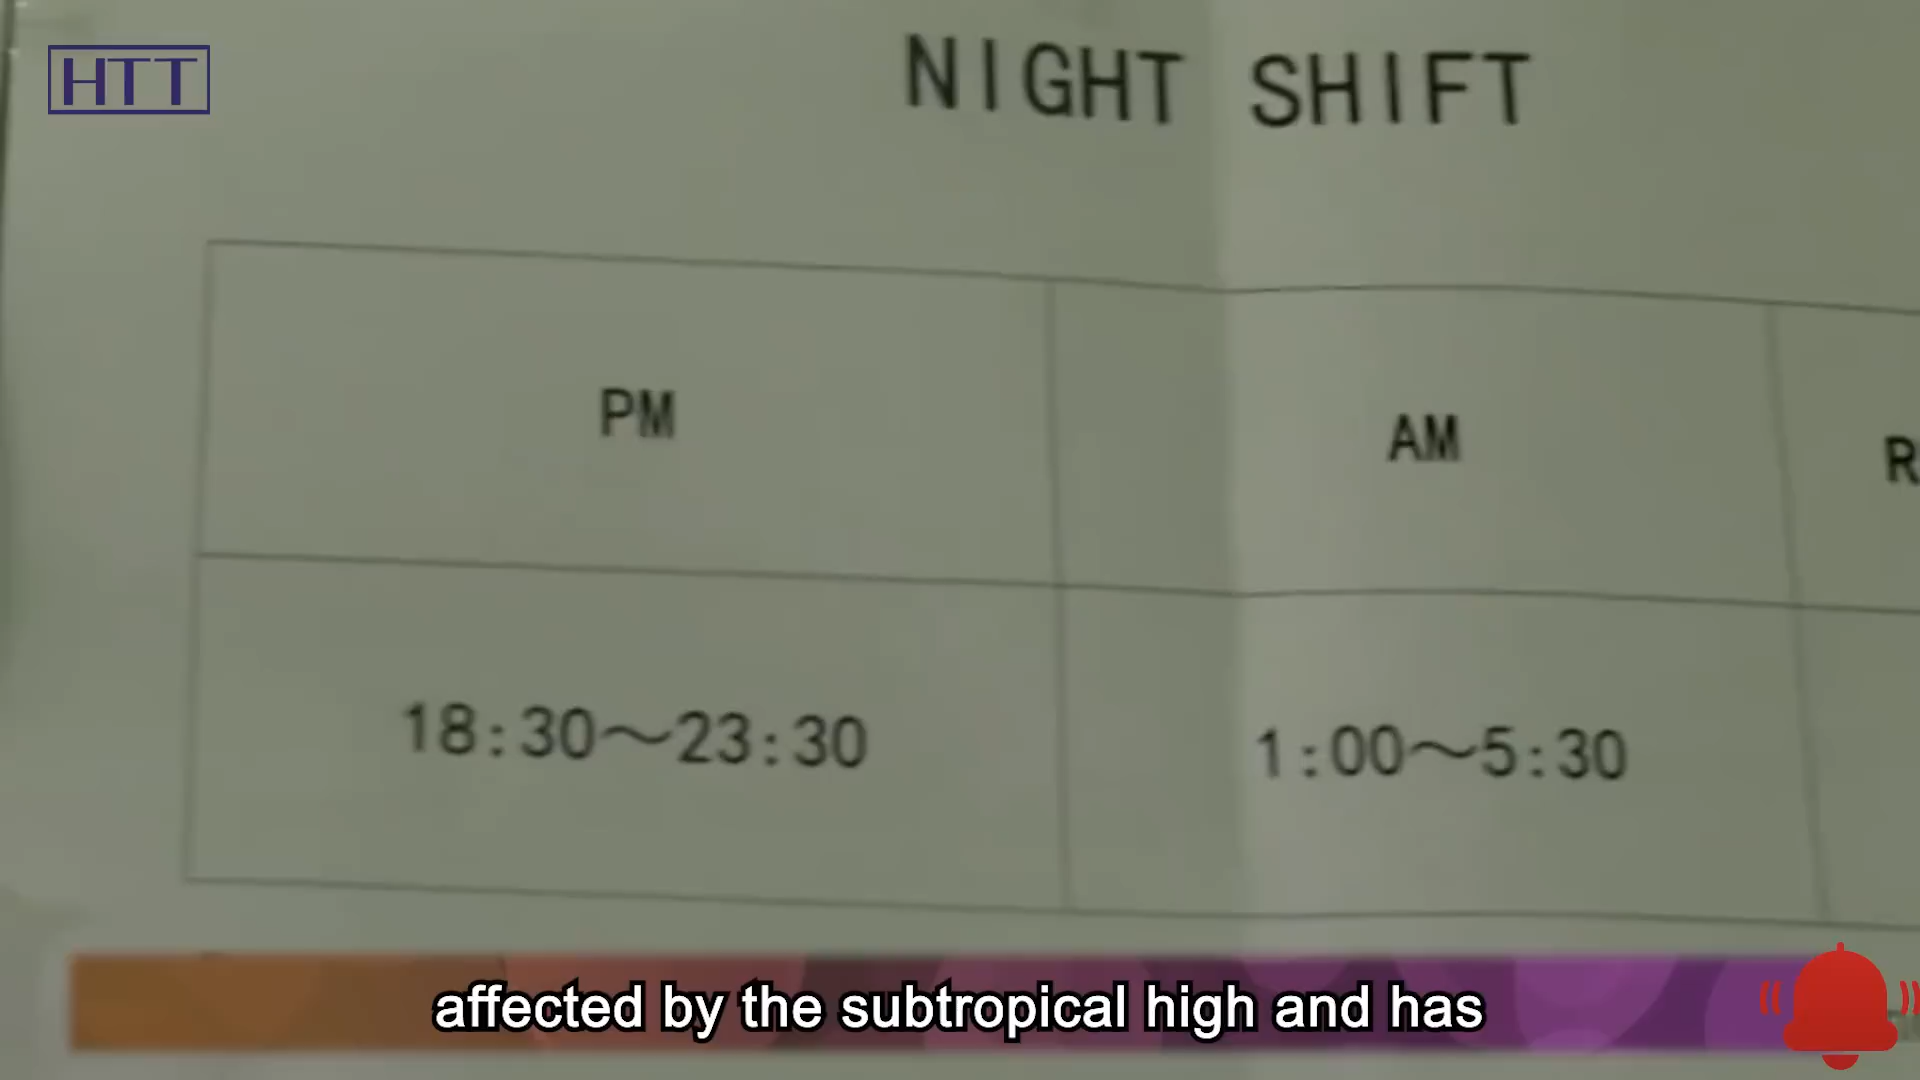 HTT
NIGHT SHIFT
PM AM R
18:30～23:30 1:00～5:30
affected by the subtropical high and has